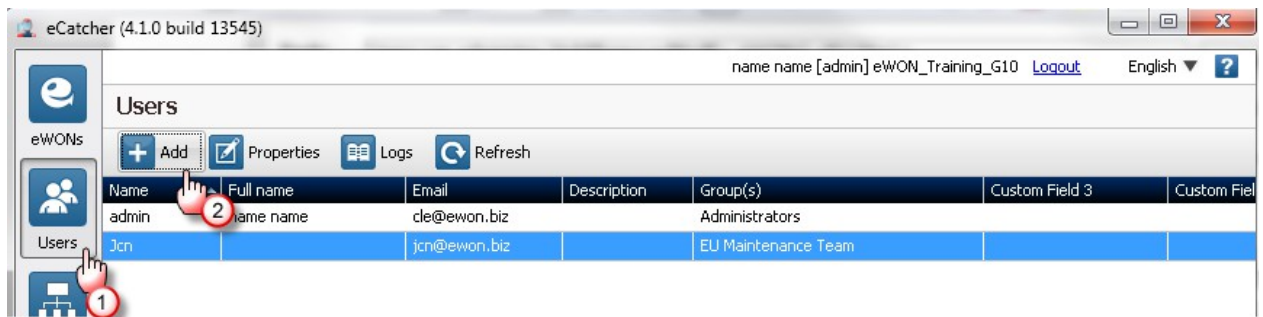 eCatcher (4.1.0 build 13545)
name name [admin] eWON_Training_G10 Logout English ?
Users
eWONs
Add Properties Logs Refresh
Name Full name Email Description Group(s) Custom Field 3 Custom Fiel
admin name name cle@ewon.biz Administrators
2
Users
Jcn jcn@ewon.biz EU Maintenance Team
1